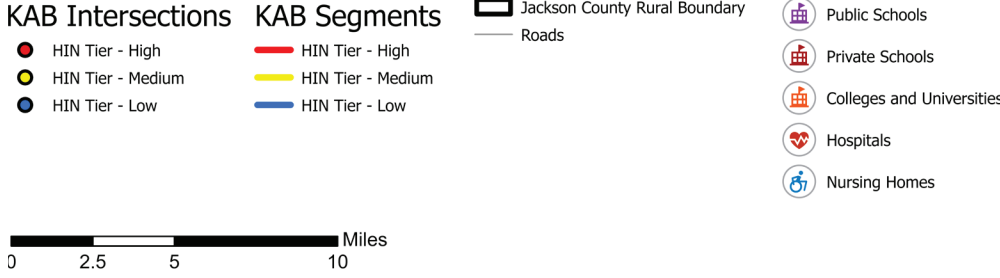 KAB Intersections
HIN Tier - High
HIN Tier - Medium
HIN Tier - Low
KAB Segments
HIN Tier - High
HIN Tier - Medium
HIN Tier - Low
Jackson County Rural Boundary
Roads
Public Schools
Private Schools
Colleges and Universities
Hospitals
Nursing Homes
Miles
0 2.5 5 10